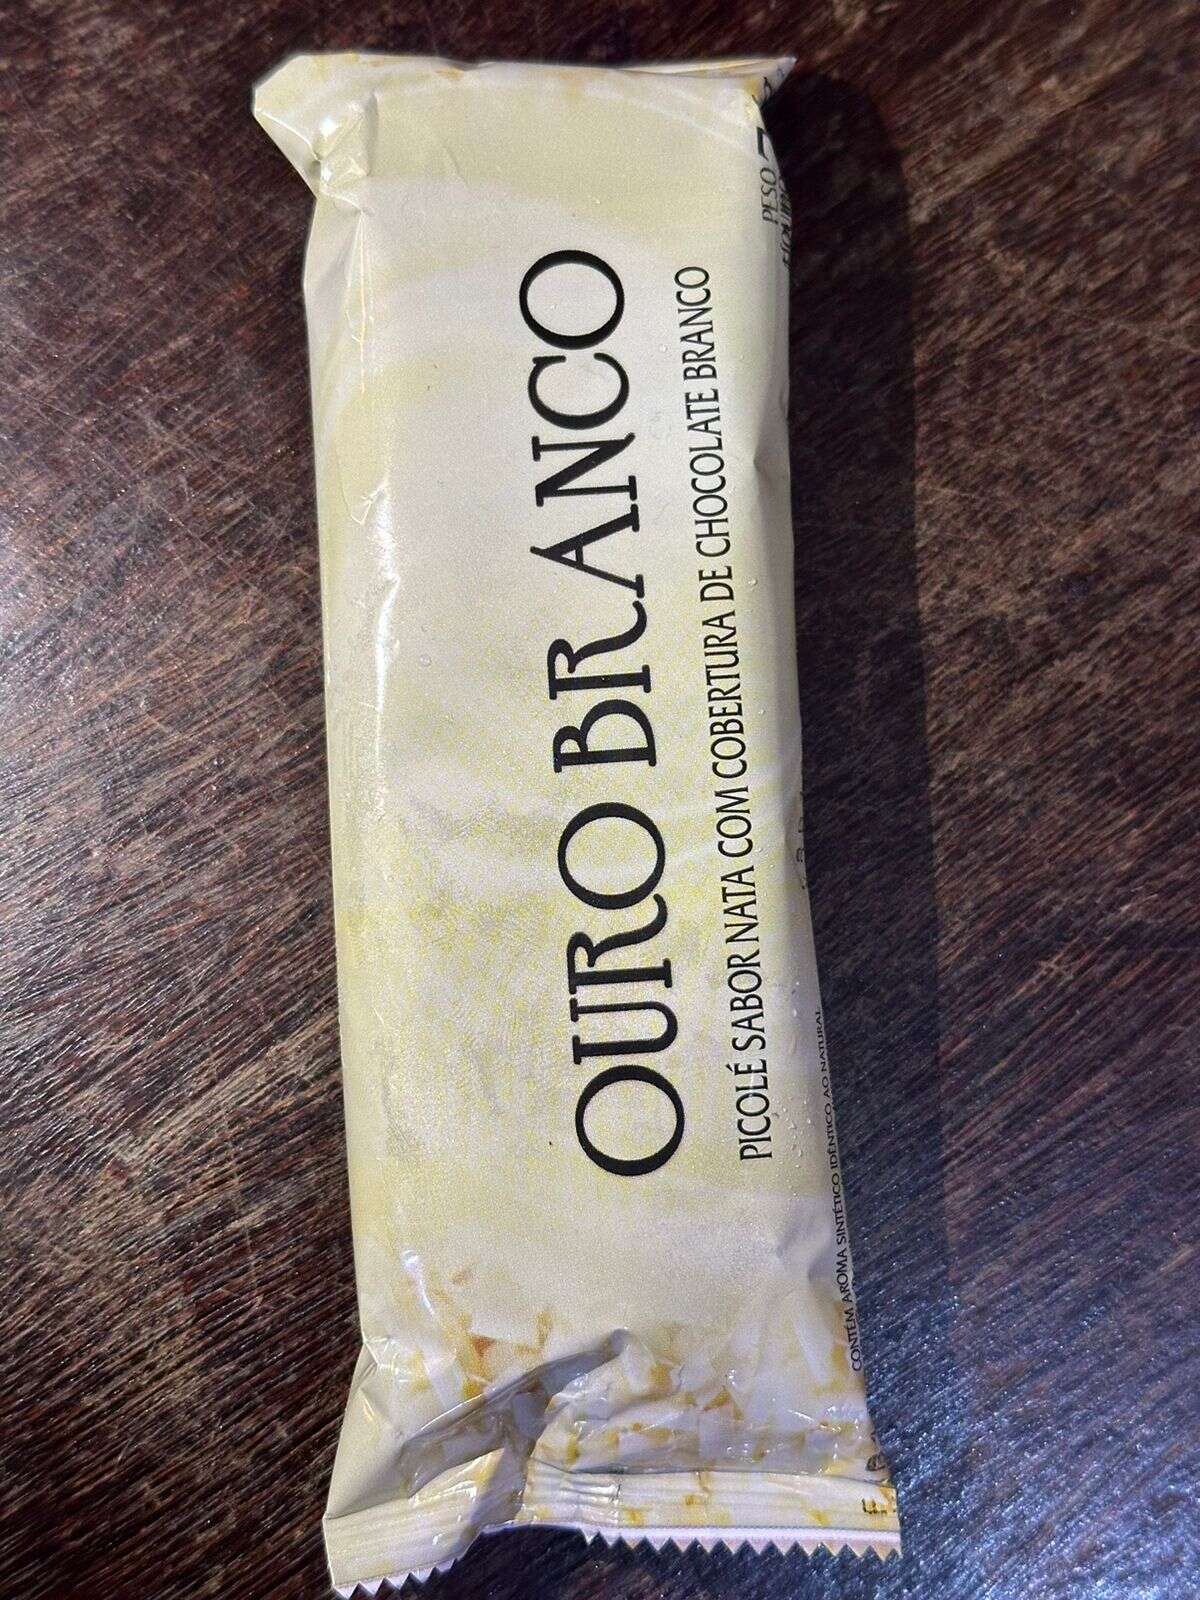 OURO BRANCO
PICOLÉ SABOR NATA COM COBERTURA DE CHOCOLATE BRANCO
CONTÉM AROMA SINTÉTICO IDÊNTICO AO NATURAL
PESO